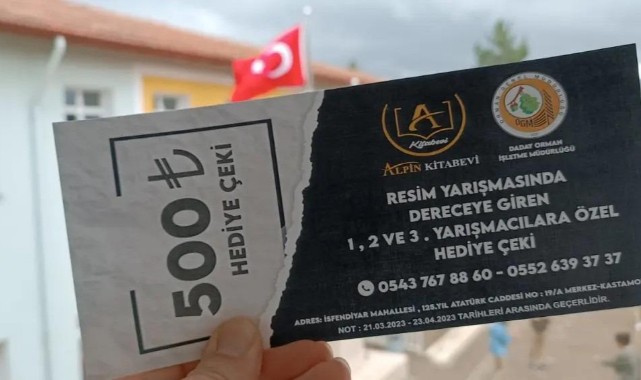 500 ₺
HEDİYE ÇEKİ
A
Kitabevi
ALPİN KİTABEVİ
OGM
DADAY ORMAN
İŞLETME MÜDÜRLÜĞÜ
RESİM YARIŞMASINDA
DERECEYE GİREN
1 , 2 VE 3 . YARIŞMACILARA ÖZEL
HEDİYE ÇEKİ
0543 767 88 60 - 0552 639 37 37
ADRES: İSFENDİYAR MAHALLESİ , 125.YIL ATATÜRK CADDESİ NO : 19/A MERKEZ-KASTAMO
NOT : 21.03.2023 - 23.04.2023 TARİHLERİ ARASINDA GEÇERLİDİR.